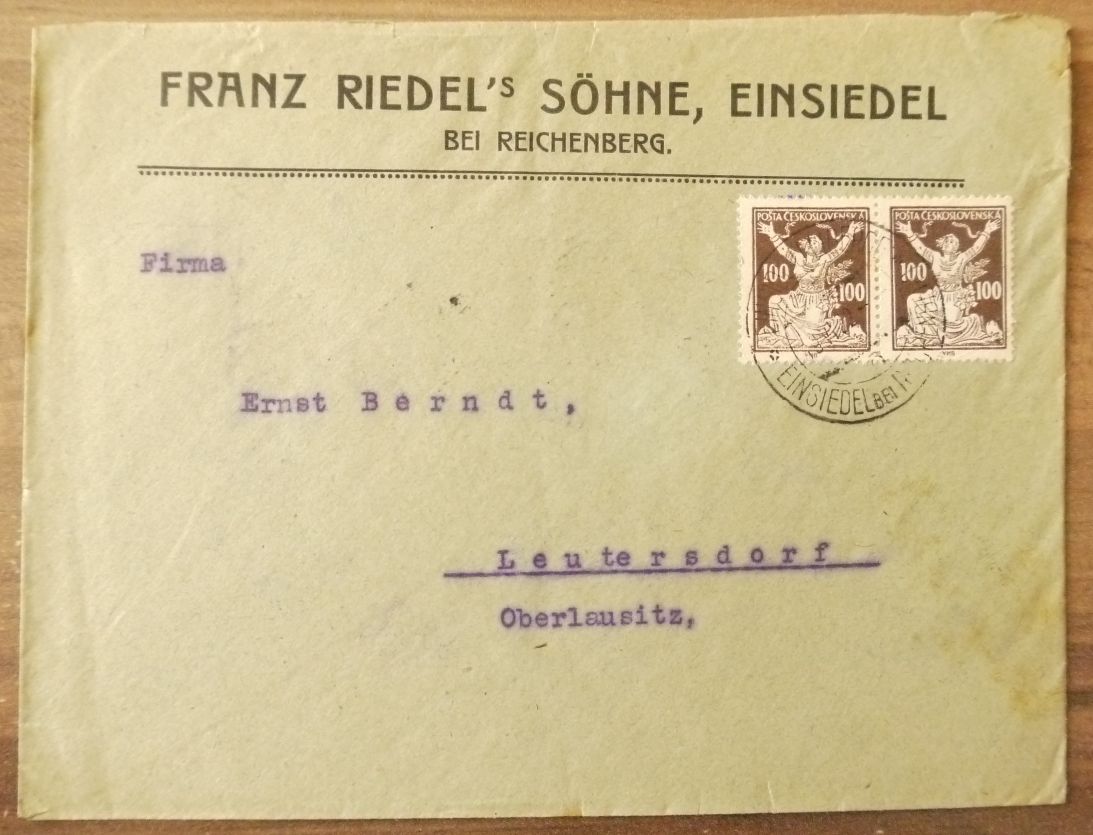 FRANZ RIEDEL'S SÖHNE, EINSIEDEL
BEI REICHENBERG.
POŠTA ČESKOSLOVENSKÁ
100
100
POŠTA ČESKOSLOVENSKÁ
100
100
EINSIEDEL BEI
Firma
Ernst Berndt,
Leutersdorf
Oberlausitz,